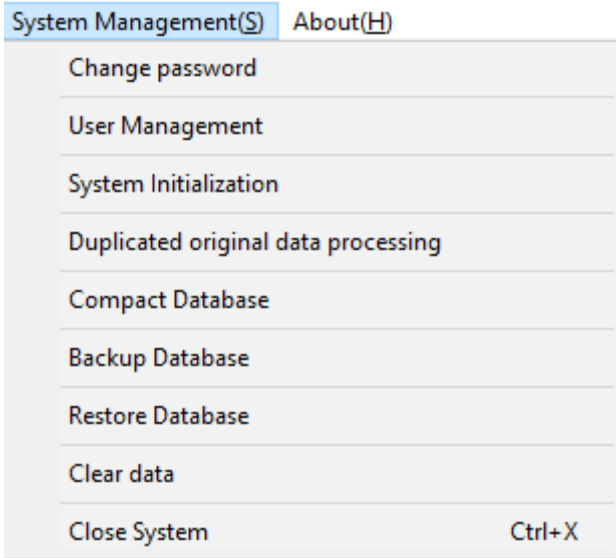 System Management(S) About(H)
Change password
User Management
System Initialization
Duplicated original data processing
Compact Database
Backup Database
Restore Database
Clear data
Close System Ctrl+X